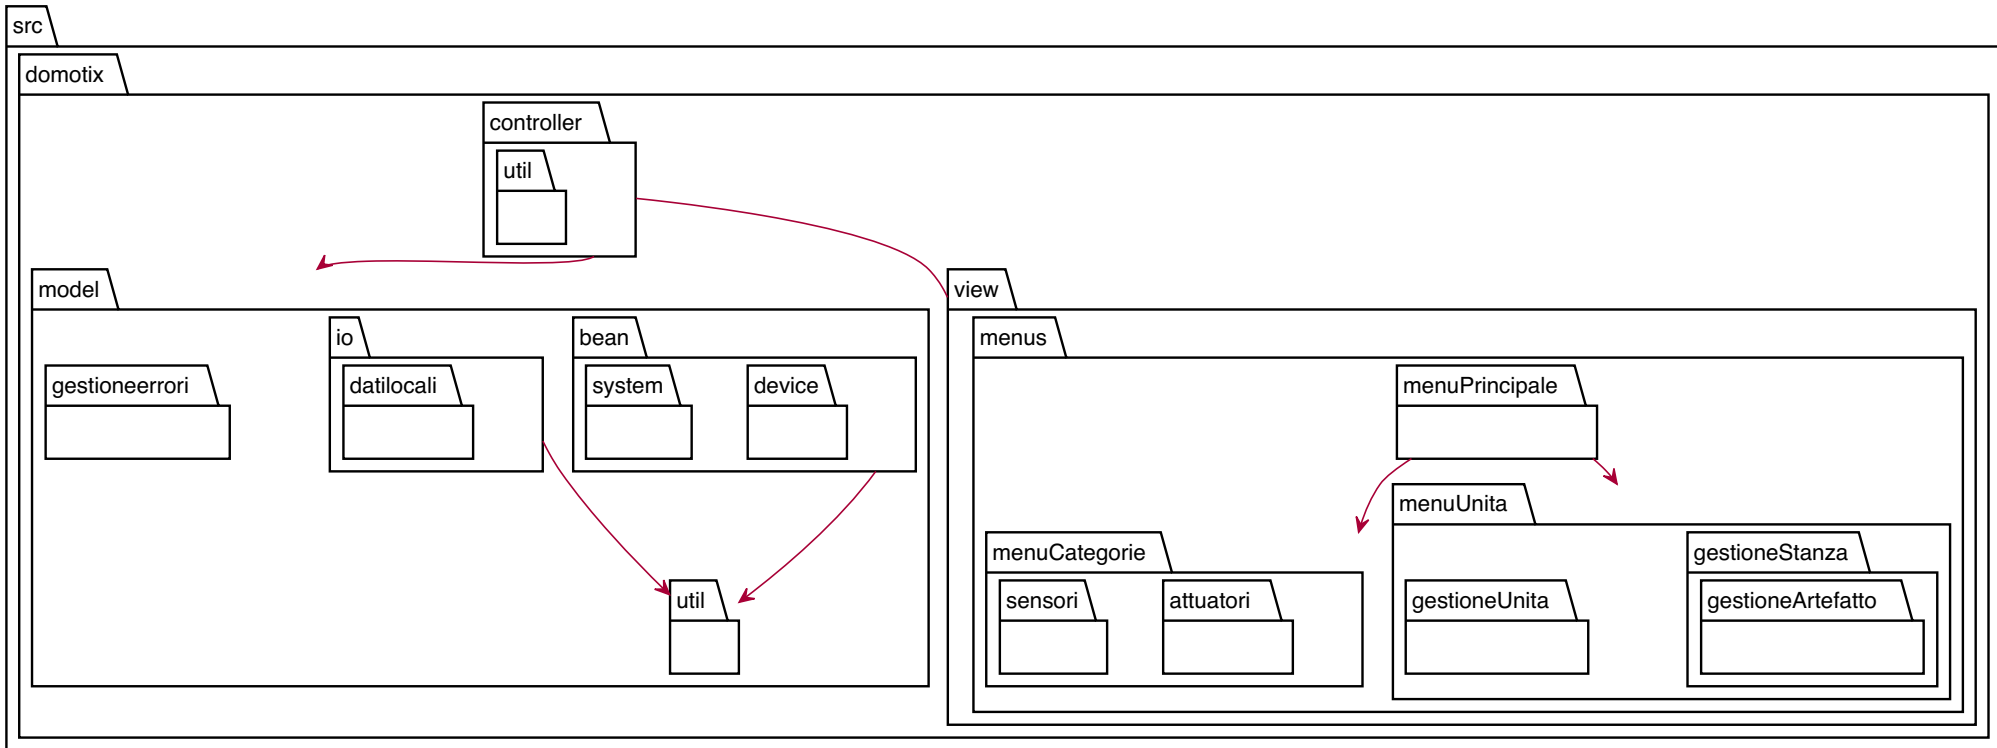 src
domotix
controller
util
model
view
io
bean
menus
gestioneerrori
datilocali
system
device
menuPrincipale
menuUnita
menuCategorie
gestioneStanza
util
sensori
attuatori
gestioneUnita
gestioneArtefatto